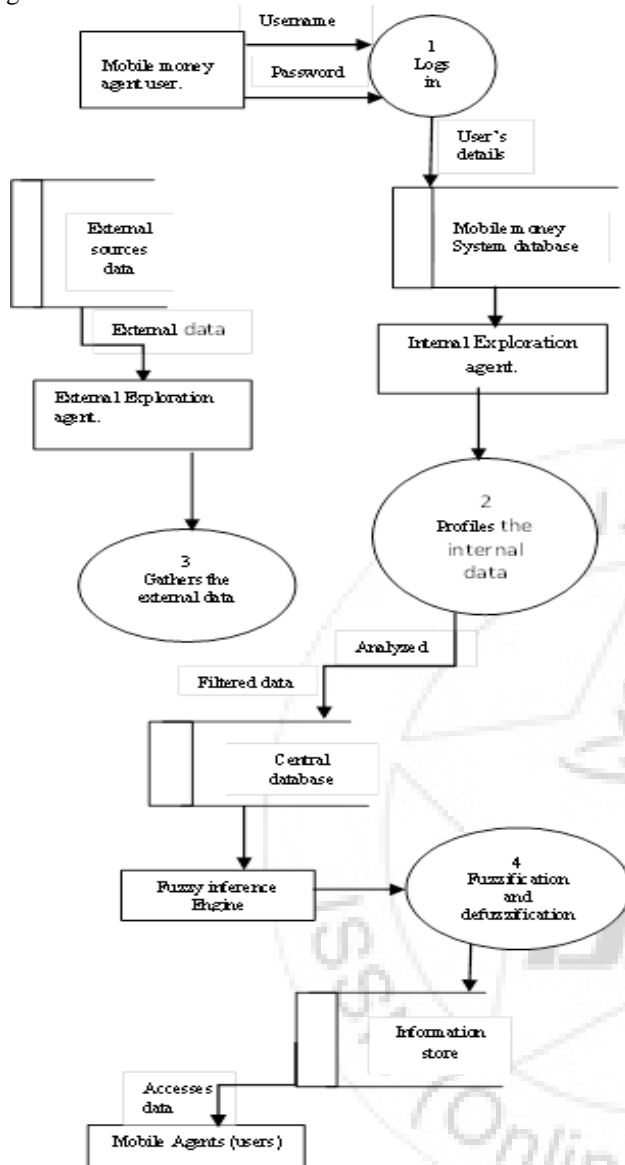 Username
Mobile money
agent user.
Password
1
Logs
in
User's
details
External
sources
data
Mobile money
System database
External data
Internal Exploration
agent.
External Exploration
agent.
2
Profiles the
internal
data
3
Gathers the
external data
Analyzed
Filtered data
Central
database
Fuzzy inference
Engine
4
Fuzzification
and
defuzzification
Information
store
Accesses
data
Mobile Agents (users)
ISSN
(Online